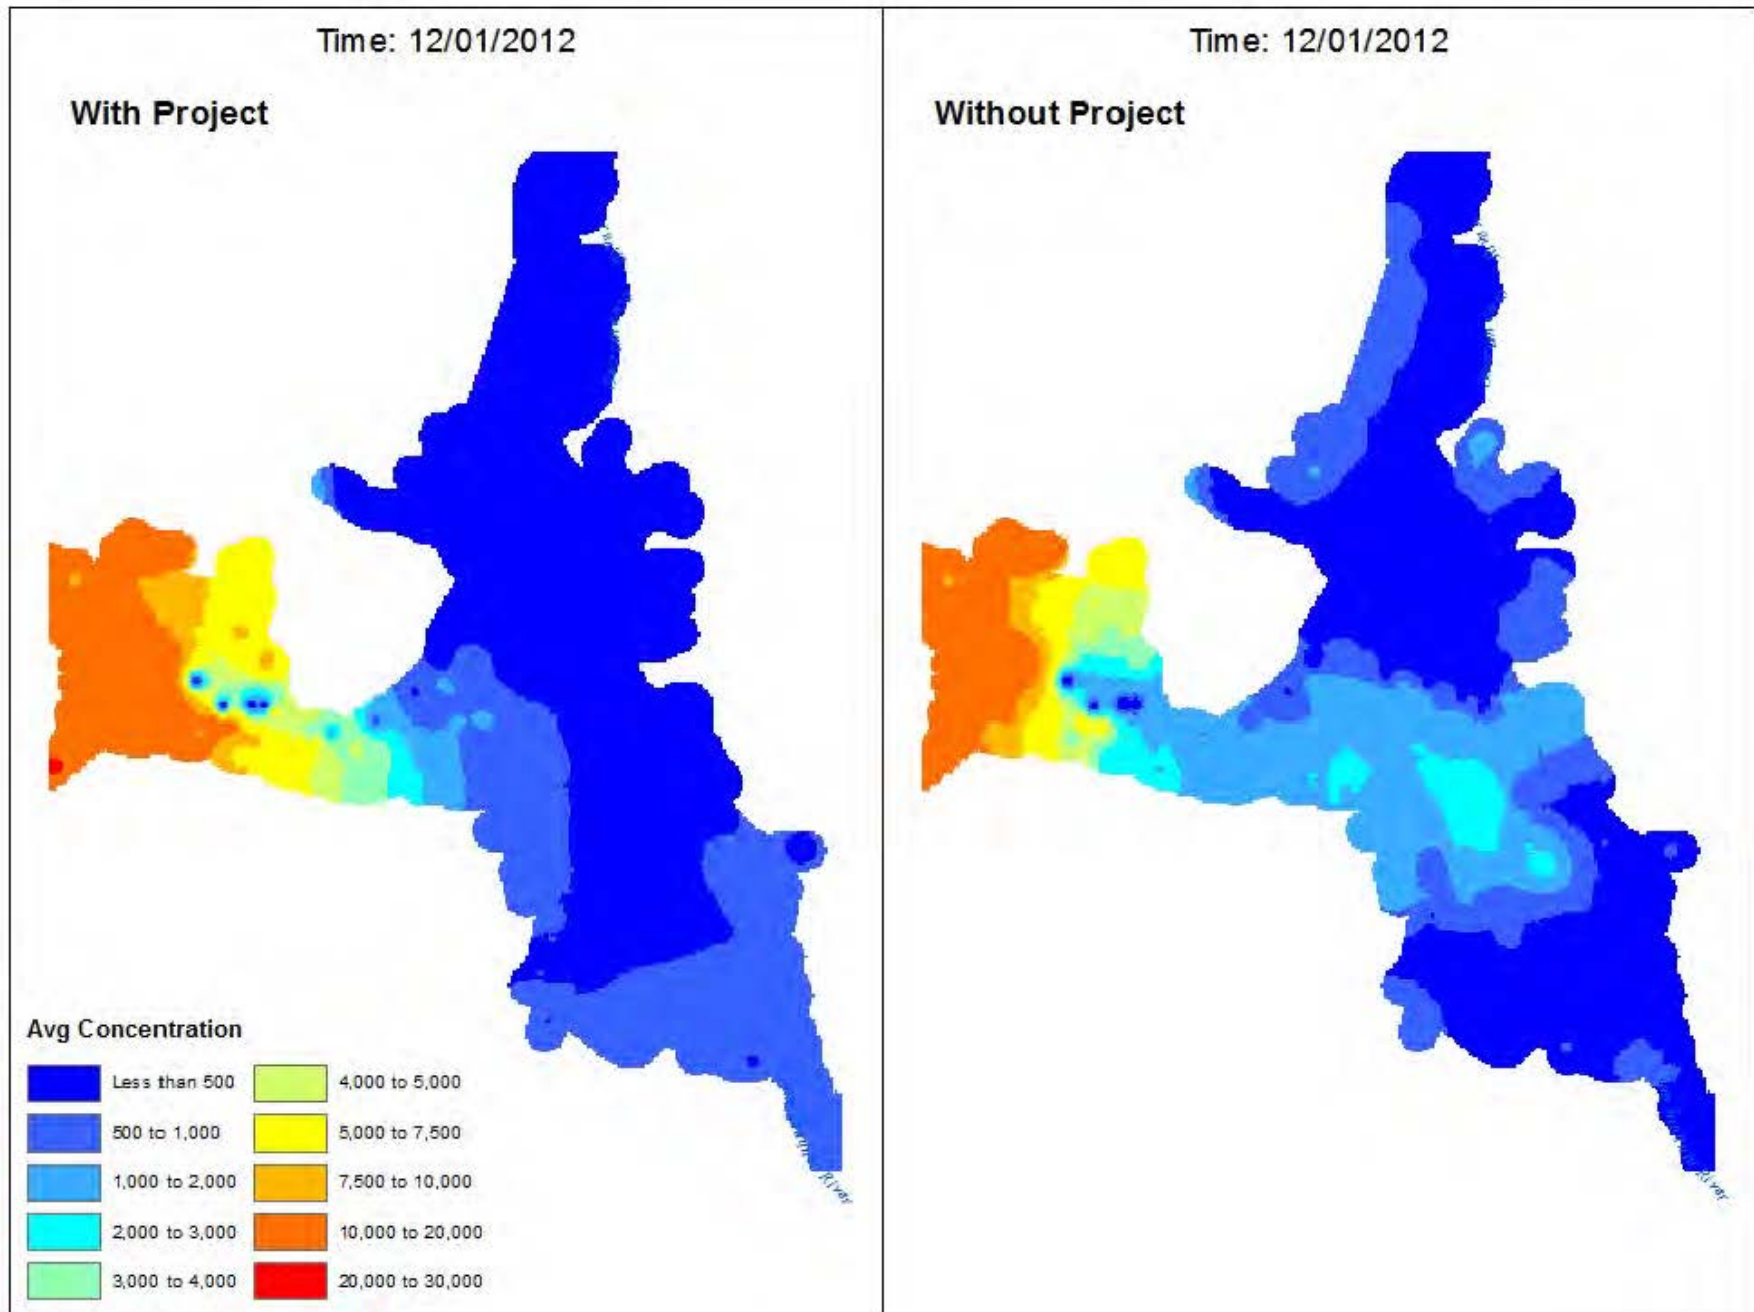 Time: 12/01/2012
With Project
Time: 12/01/2012
Without Project
River
River
Avg Concentration
Less than 500
500 to 1,000
1,000 to 2,000
2,000 to 3,000
3,000 to 4,000
4,000 to 5,000
5,000 to 7,500
7,500 to 10,000
10,000 to 20,000
20,000 to 30,000